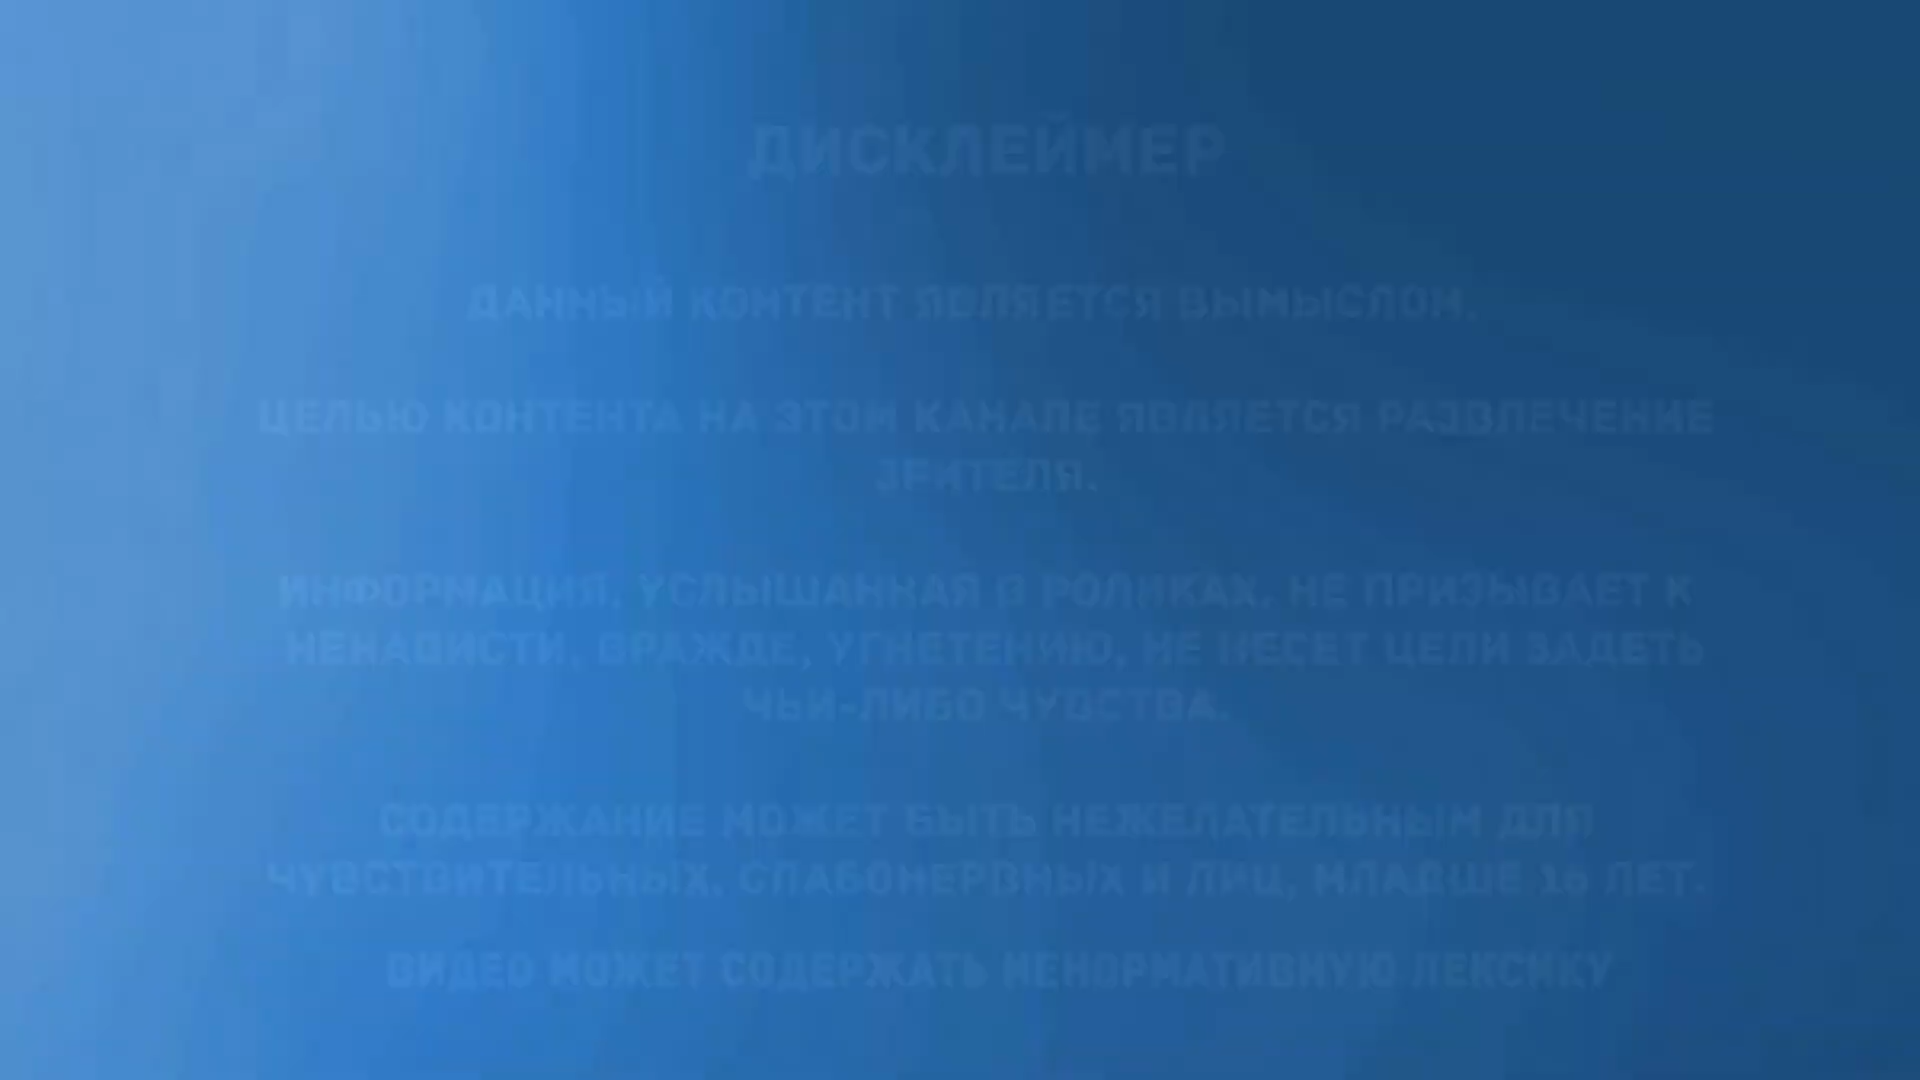 ДИСКЛЕЙМЕР
ДАННЫЙ КОНТЕНТ ЯВЛЯЕТСЯ ВЫМЫСЛОМ.
ЦЕЛЬЮ КОНТЕНТА НА ЭТОМ КАНАЛЕ ЯВЛЯЕТСЯ РАЗВЛЕЧЕНИЕ
ЗРИТЕЛЯ.
ИНФОРМАЦИЯ, УСЛЫШАННАЯ В РОЛИКАХ, НЕ ПРИЗЫВАЕТ К
НЕНАВИСТИ, ВРАЖДЕ, УГНЕТЕНИЮ, НЕ НЕСЕТ ЦЕЛИ ЗАДЕТЬ
ЧЬИ-ЛИБО ЧУВСТВА.
СОДЕРЖАНИЕ МОЖЕТ БЫТЬ НЕЖЕЛАТЕЛЬНЫМ ДЛЯ
ЧУВСТВИТЕЛЬНЫХ, СЛАБОНЕРВНЫХ И ЛИЦ, МЛАДШЕ 16 ЛЕТ.
ВИДЕО МОЖЕТ СОДЕРЖАТЬ НЕНОРМАТИВНУЮ ЛЕКСИКУ